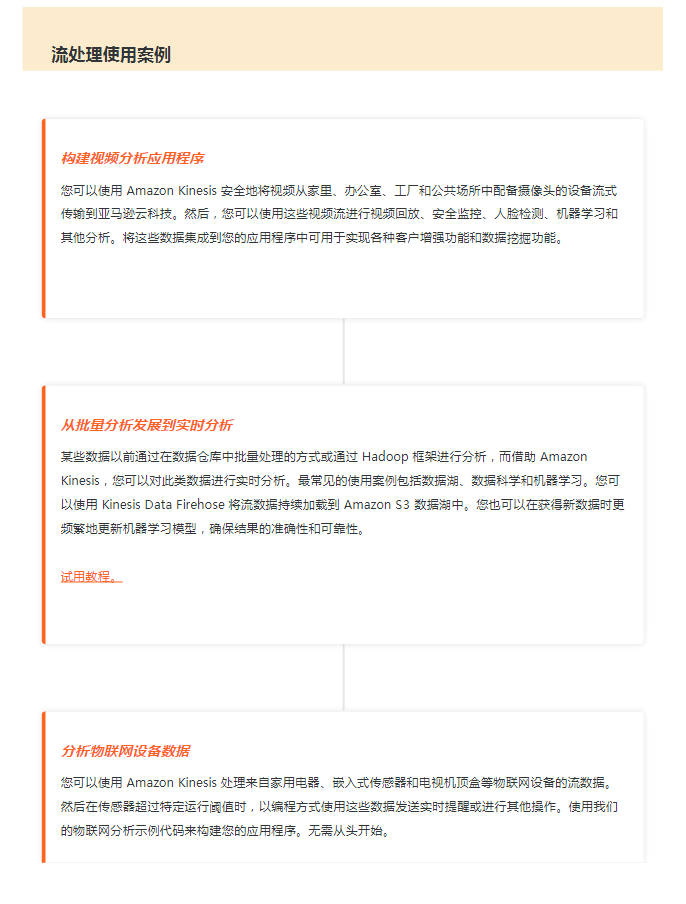 流处理使用案例
构建视频分析应用程序
您可以使用 Amazon Kinesis 安全地将视频从家里、办公室、工厂和公共场所中配备摄像头的设备流式
传输到亚马逊云科技。然后，您可以使用这些视频流进行视频回放、安全监控、人脸检测、机器学习和
其他分析。将这些数据集成到您的应用程序中可用于实现各种客户增强功能和数据挖掘功能。
从批量分析发展到实时分析
某些数据以前通过在数据仓库中批量处理的方式或通过 Hadoop 框架进行分析，而借助 Amazon
Kinesis，您可以对此类数据进行实时分析。最常见的使用案例包括数据湖、数据科学和机器学习。您可
以使用 Kinesis Data Firehose 将流数据持续加载到 Amazon S3 数据湖中。您也可以在获得新数据时更
频繁地更新机器学习模型，确保结果的准确性和可靠性。
试用教程。
分析物联网设备数据
您可以使用 Amazon Kinesis 处理来自家用电器、嵌入式传感器和电视机顶盒等物联网设备的流数据。
然后在传感器超过特定运行阈值时，以编程方式使用这些数据发送实时提醒或进行其他操作。使用我们
的物联网分析示例代码来构建您的应用程序。无需从头开始。